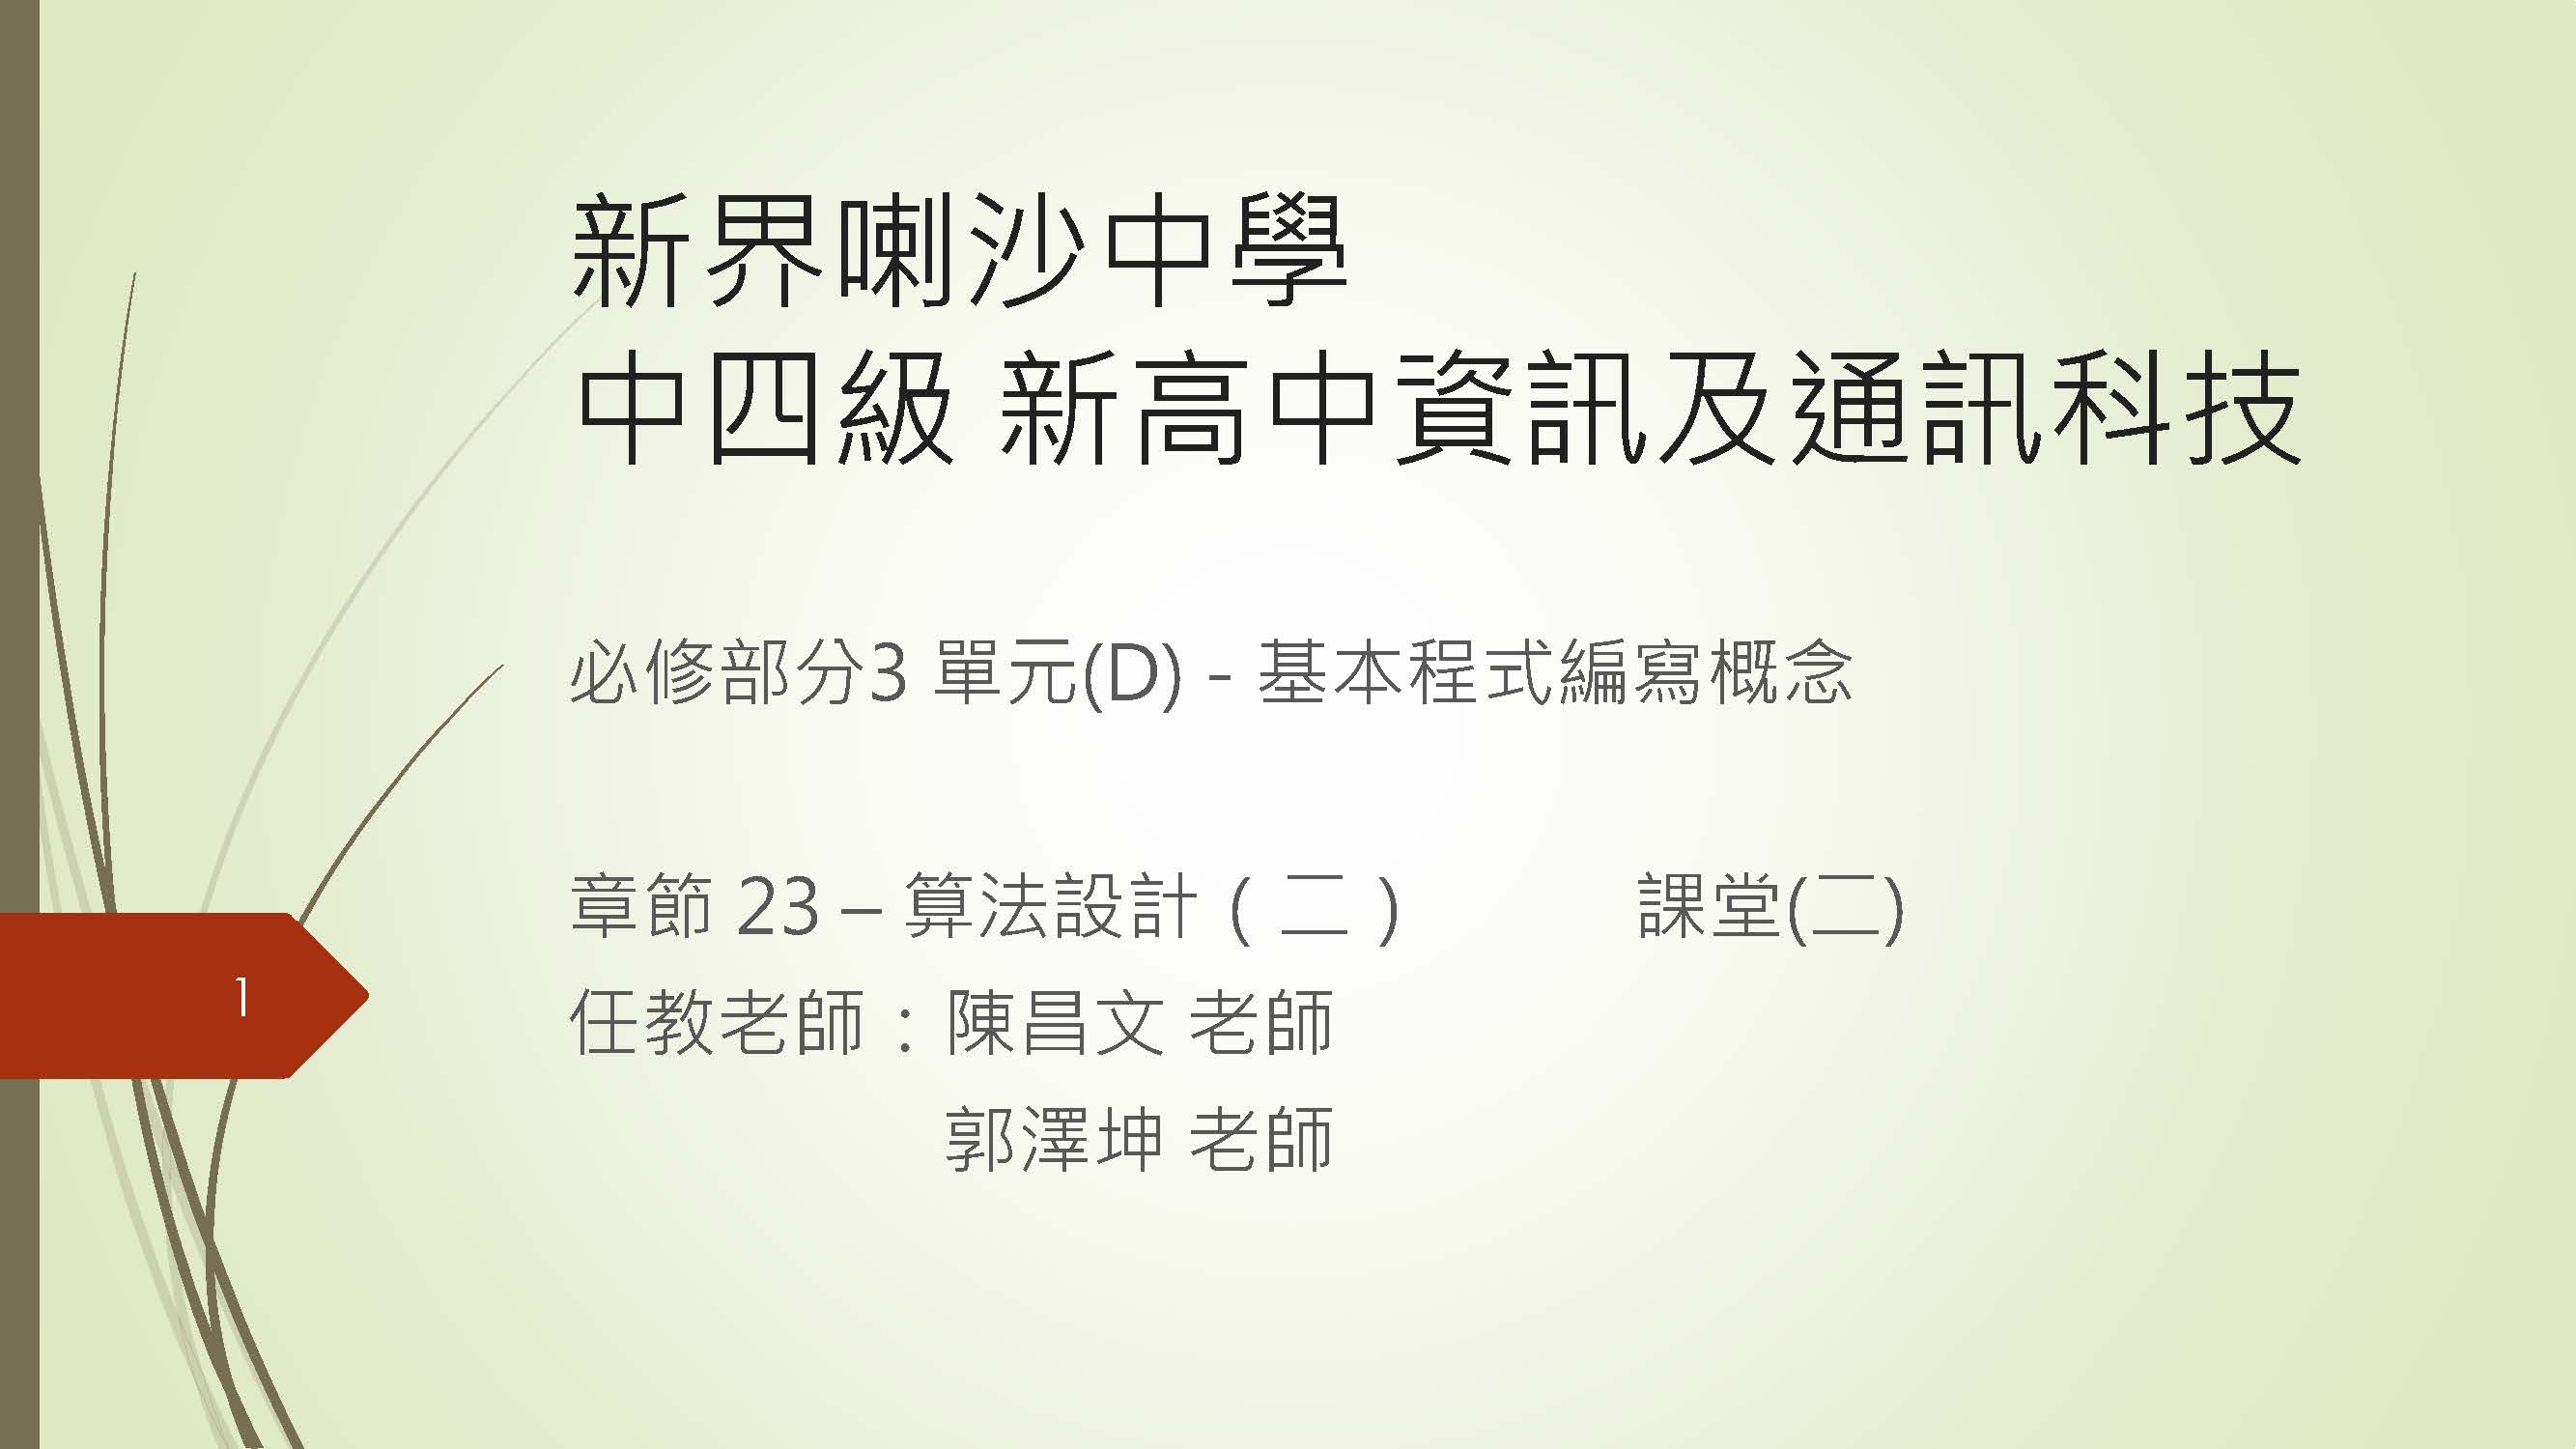 新界喇沙中學
中四級 新高中資訊及通訊科技
必修部分3 單元(D) - 基本程式編寫概念
章節 23 – 算法設計（二） 課堂(二)
任教老師：陳昌文 老師
郭澤坤 老師
1